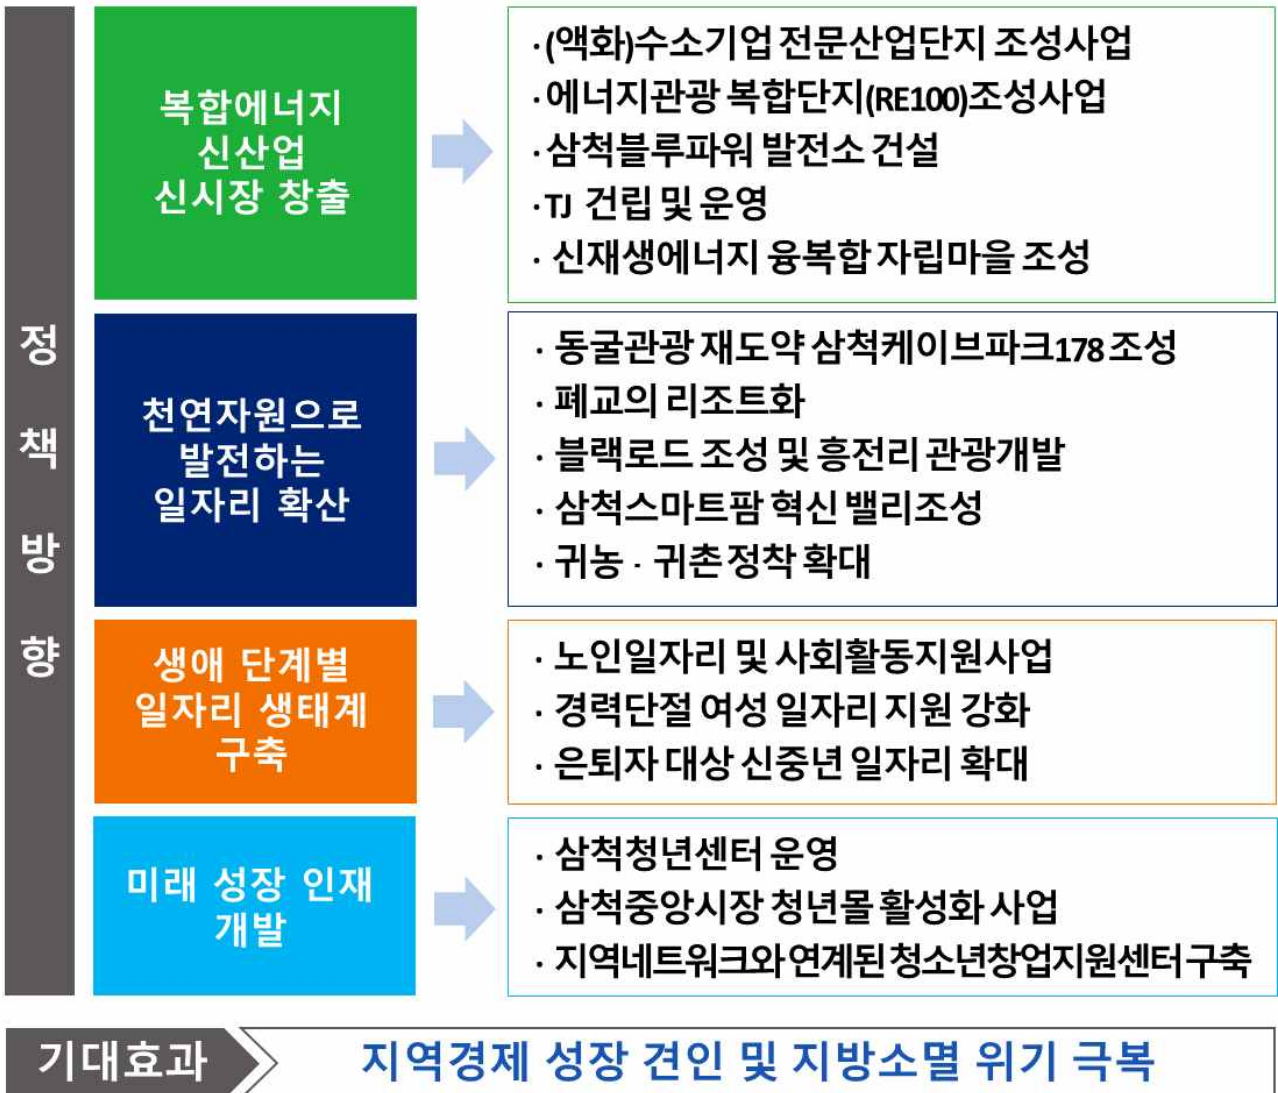 정책방향
복합에너지
신산업
신시장 창출
·(액화)수소기업 전문산업단지 조성사업
·에너지관광 복합단지(RE100)조성사업
·삼척블루파워 발전소 건설
·TJ 건립 및 운영
· 신재생에너지 융복합 자립마을 조성
천연자원으로
발전하는
일자리 확산
· 동굴관광 재도약 삼척케이브파크178 조성
· 폐교의 리조트화
· 블랙로드 조성 및 흥전리 관광개발
· 삼척스마트팜 혁신 밸리조성
· 귀농 · 귀촌 정착 확대
생애 단계별
일자리 생태계
구축
· 노인일자리 및 사회활동지원사업
· 경력단절 여성 일자리 지원 강화
· 은퇴자 대상 신중년 일자리 확대
미래 성장 인재
개발
· 삼척청년센터 운영
· 삼척중앙시장 청년몰 활성화 사업
· 지역네트워크와 연계된 청소년창업지원센터 구축
기대효과
지역경제 성장 견인 및 지방소멸 위기 극복